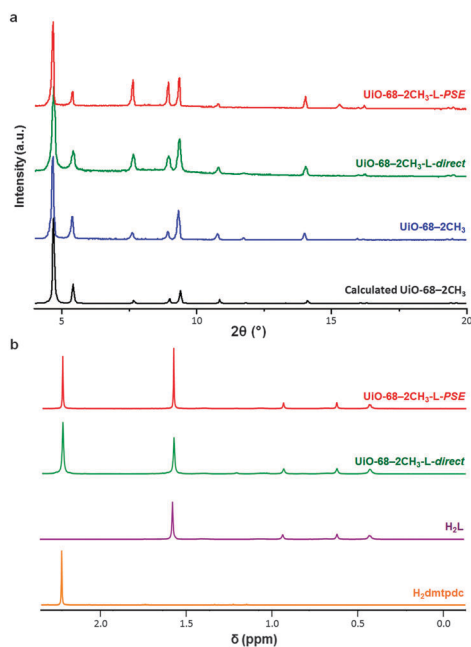 a
Intensity (a.u.)
UiO-68–2CH₃-L-PSE
UiO-68–2CH₃-L-direct
UiO-68–2CH₃
Calculated UiO-68–2CH₃
5 10 15 20
2θ (°)
b
UiO-68–2CH₃-L-PSE
UiO-68–2CH₃-L-direct
H₂L
H₂dmtpdc
2.0 1.5 1.0 0.5 -0.0
δ (ppm)